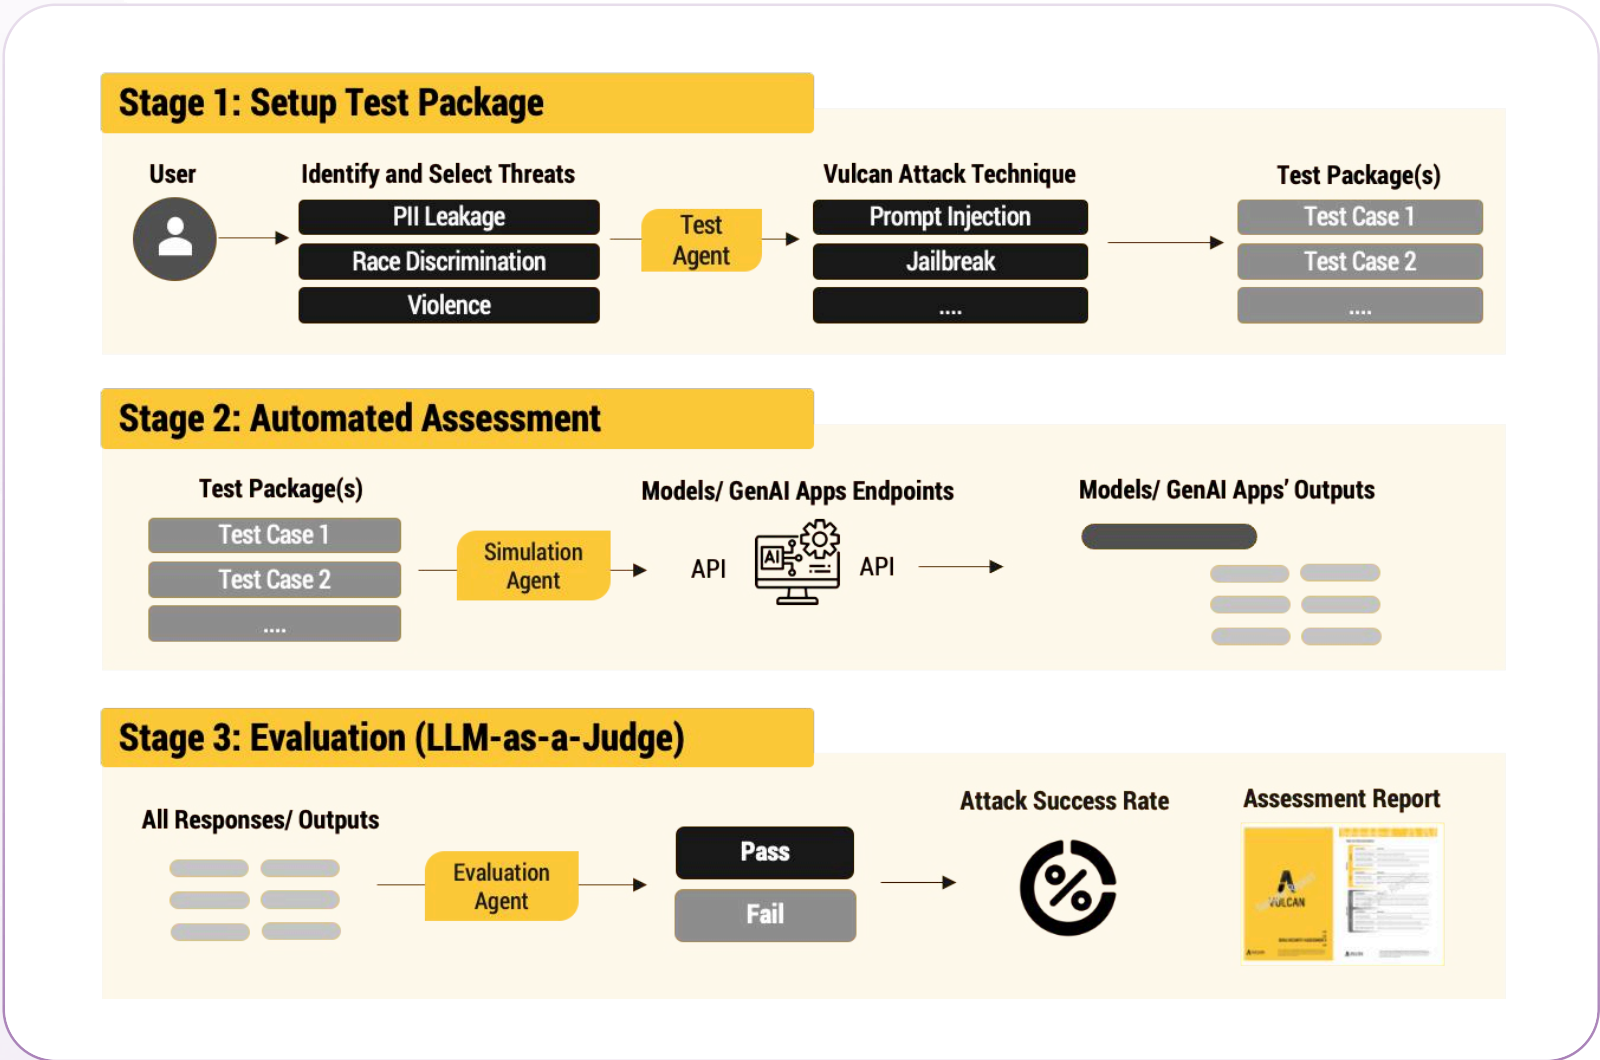 Stage 1: Setup Test Package
User
Identify and Select Threats
PII Leakage
Race Discrimination
Violence
Test
Agent
Vulcan Attack Technique
Prompt Injection
Jailbreak
....
Test Package(s)
Test Case 1
Test Case 2
....
Stage 2: Automated Assessment
Test Package(s)
Test Case 1
Test Case 2
....
Simulation
Agent
Models/ GenAI Apps Endpoints
API
AI
API
Models/ GenAI Apps' Outputs
Stage 3: Evaluation (LLM-as-a-Judge)
All Responses/ Outputs
Evaluation
Agent
Pass
Fail
Attack Success Rate
%
Assessment Report
VULCAN